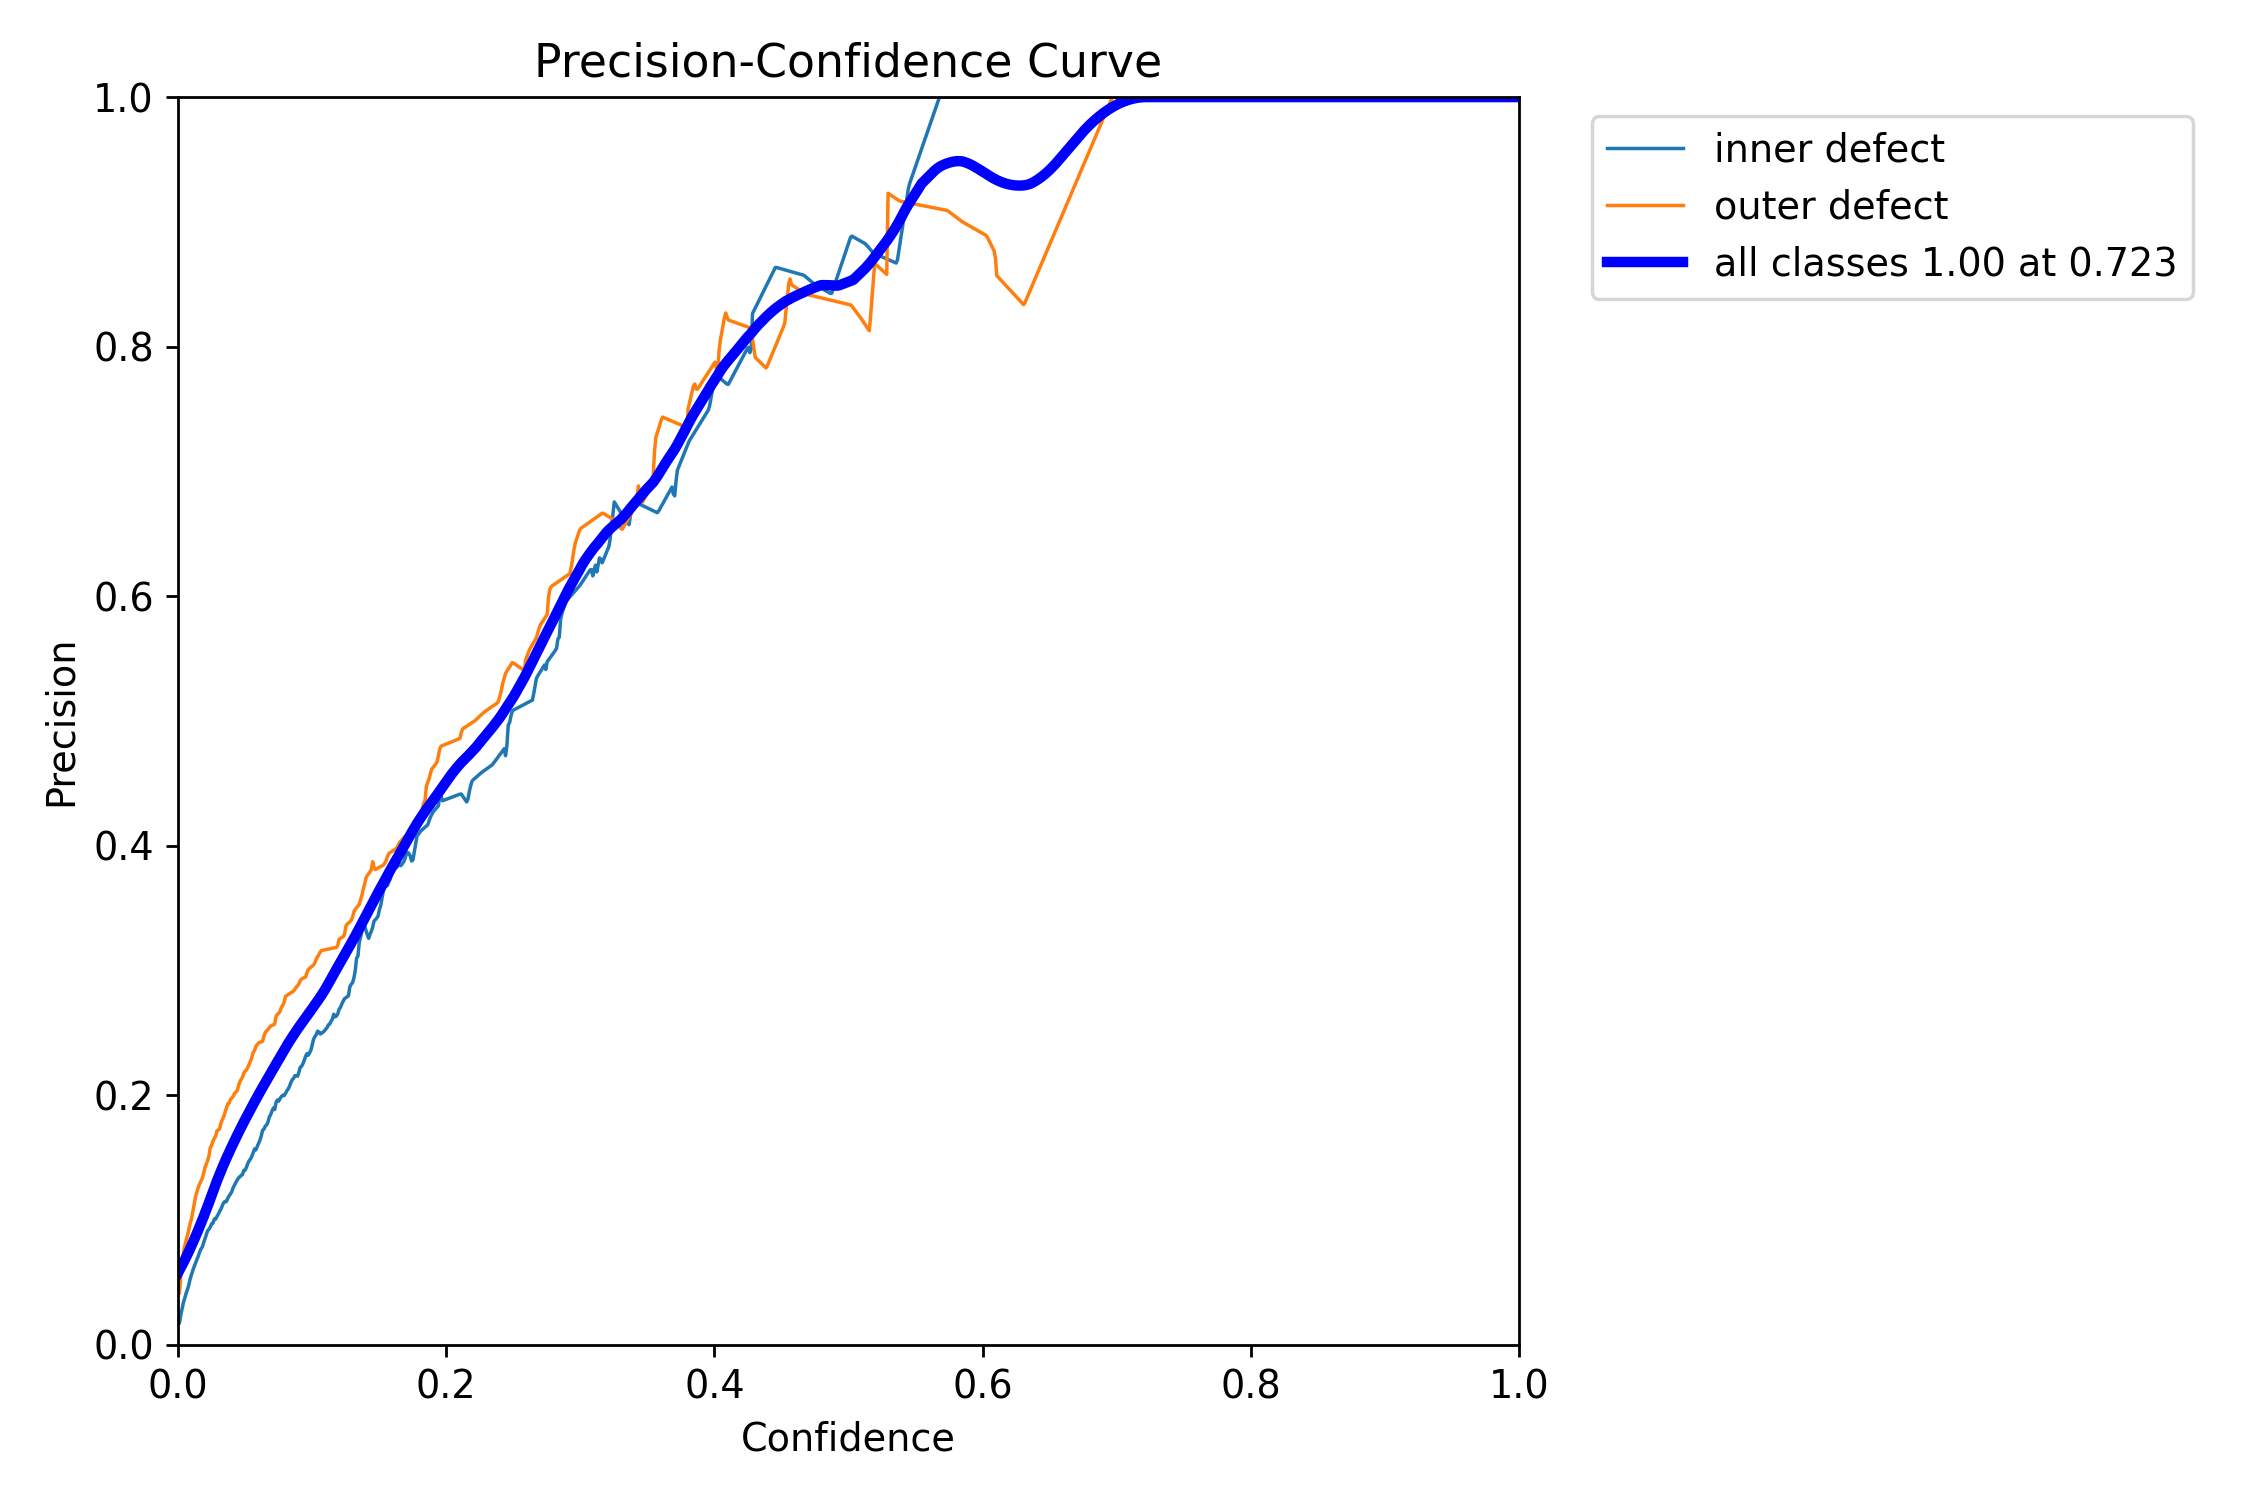 Precision-Confidence Curve
1.0
0.8
0.6
0.4
0.2
0.0
Precision
0.0 0.2 0.4 0.6 0.8 1.0
Confidence
inner defect
outer defect
all classes 1.00 at 0.723